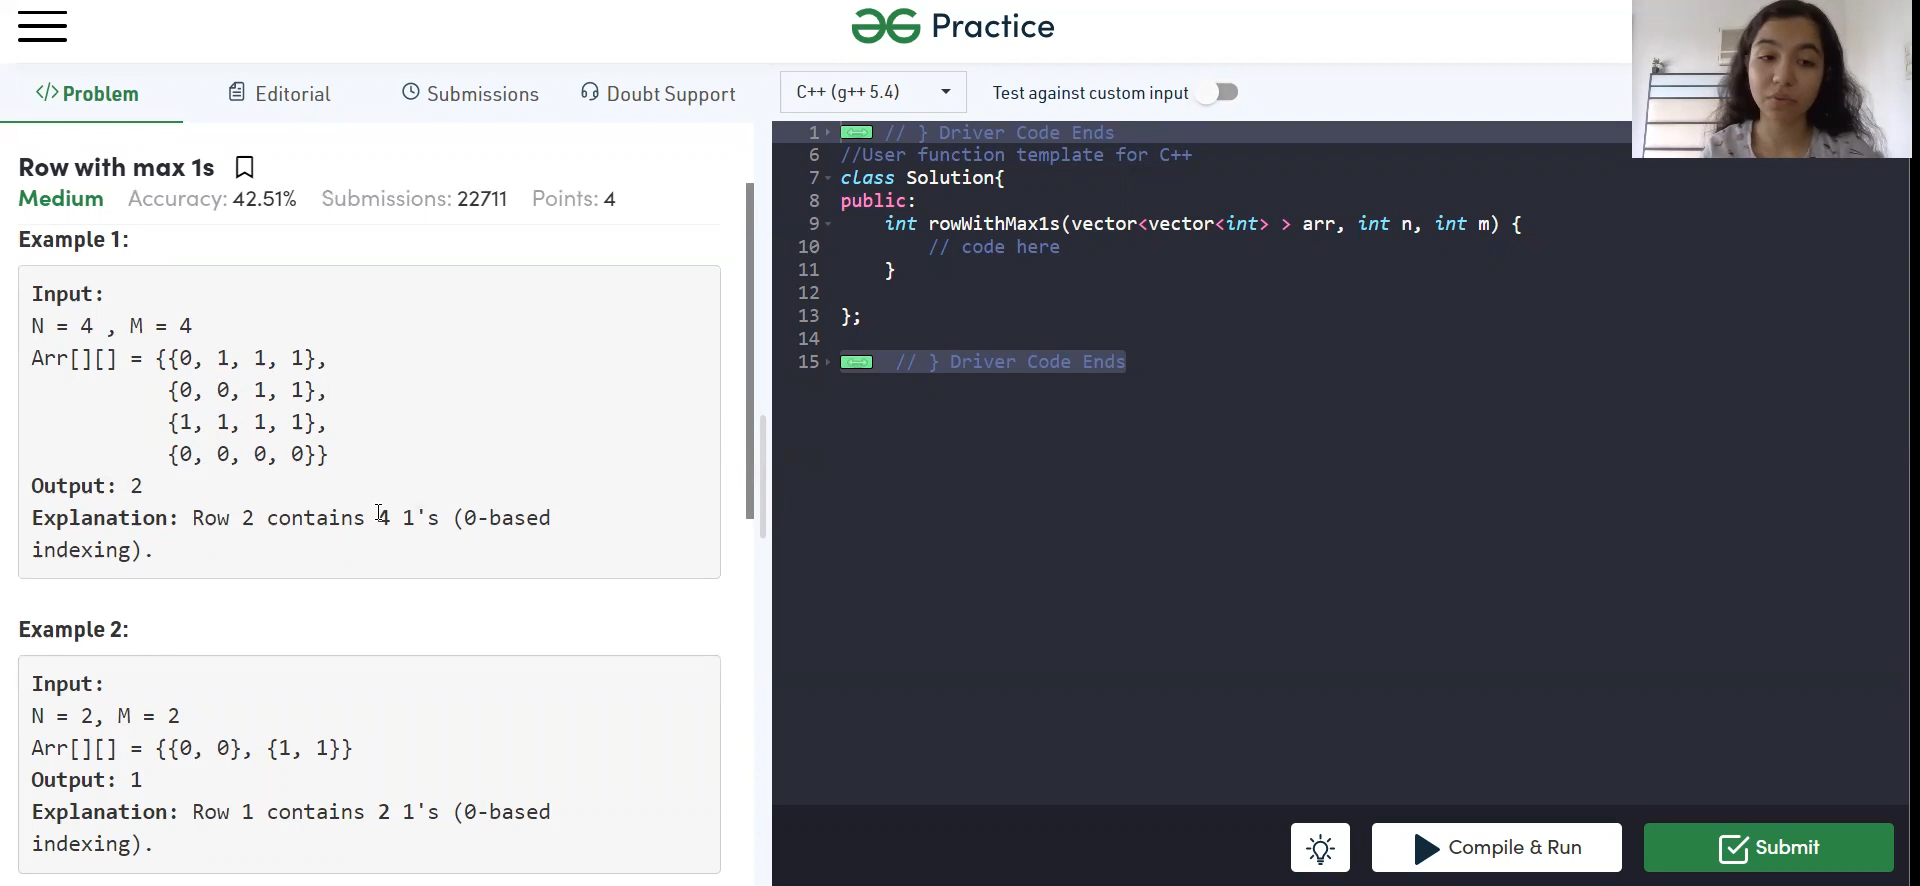 Practice
</> Problem
Editorial
Submissions
Doubt Support
Row with max 1s
Medium Accuracy: 42.51% Submissions: 22711 Points: 4
Example 1:
Input:
N = 4 , M = 4
Arr[][] = {{0, 1, 1, 1},
{0, 0, 1, 1},
{1, 1, 1, 1},
{0, 0, 0, 0}}
Output: 2
Explanation: Row 2 contains 4 1's (0-based
indexing).
Example 2:
Input:
N = 2, M = 2
Arr[][] = {{0, 0}, {1, 1}}
Output: 1
Explanation: Row 1 contains 2 1's (0-based
indexing).
C++ (g++ 5.4)
Test against custom input
1 // } Driver Code Ends
6 //User function template for C++
7 class Solution{
8 public:
9 int rowWithMax1s(vector<vector<int> > arr, int n, int m) {
10 // code here
11 }
12
13 };
14
15 // } Driver Code Ends
Compile & Run
Submit